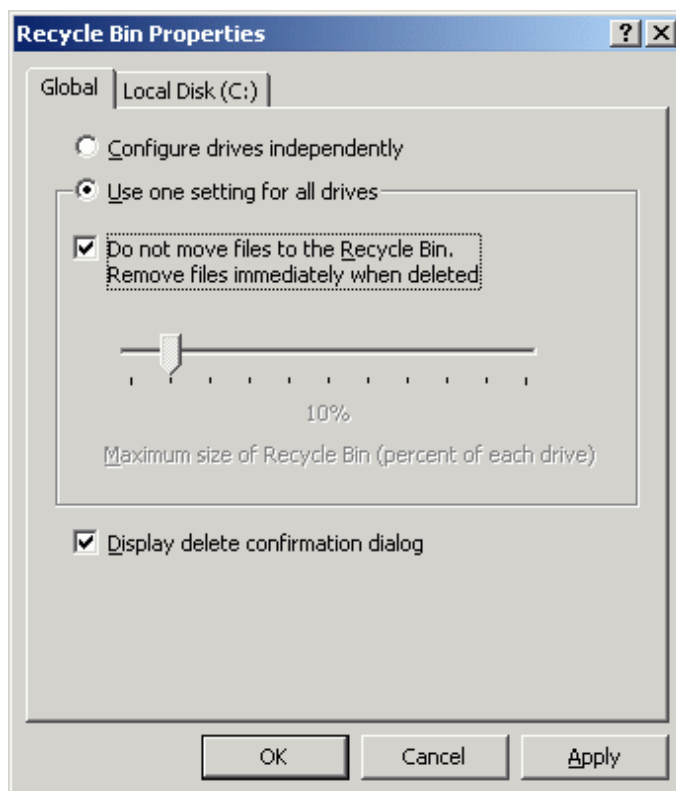 Recycle Bin Properties
Global
Local Disk (C:)
Configure drives independently
Use one setting for all drives
Do not move files to the Recycle Bin.
Remove files immediately when deleted
10%
Maximum size of Recycle Bin (percent of each drive)
Display delete confirmation dialog
OK
Cancel
Apply